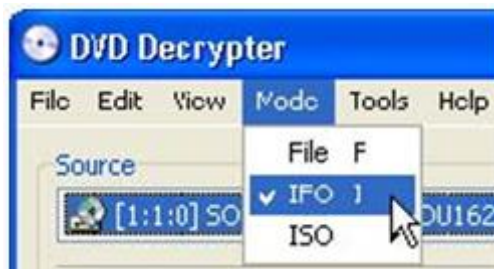 DVD Decrypter
File Edit View Mode Tools Help
File F
Source
IFO I
[1:1:0] SO DU162
ISO